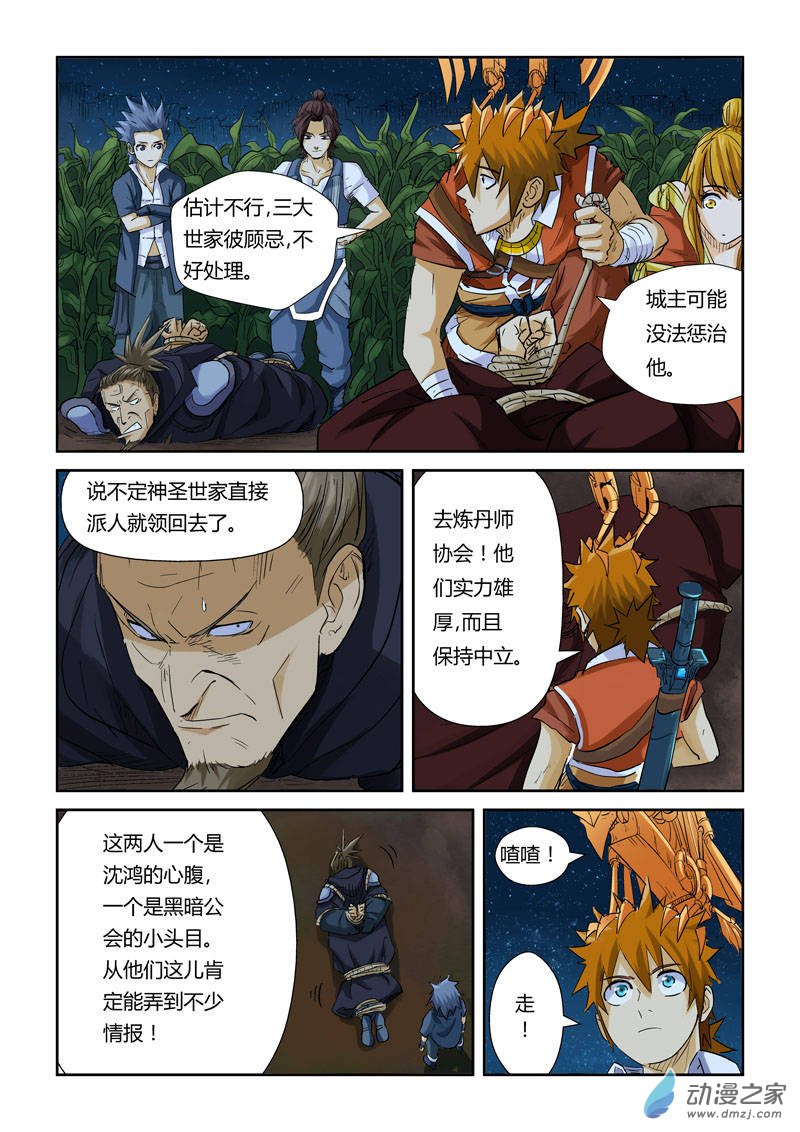 估计不行，三大
世家彼顾忌，不
好处理。
城主可能
没法惩治
他。
说不定神圣世家直接
派人就领回去了。
去炼丹师
协会！他
们实力雄
厚，而且
保持中立。
这两人一个是
沈鸿的心腹，
一个是黑暗公
会的小头目。
从他们这儿肯
定能弄到不少
情报！
喳喳！
走
！
动漫之家
www.dmzj.com